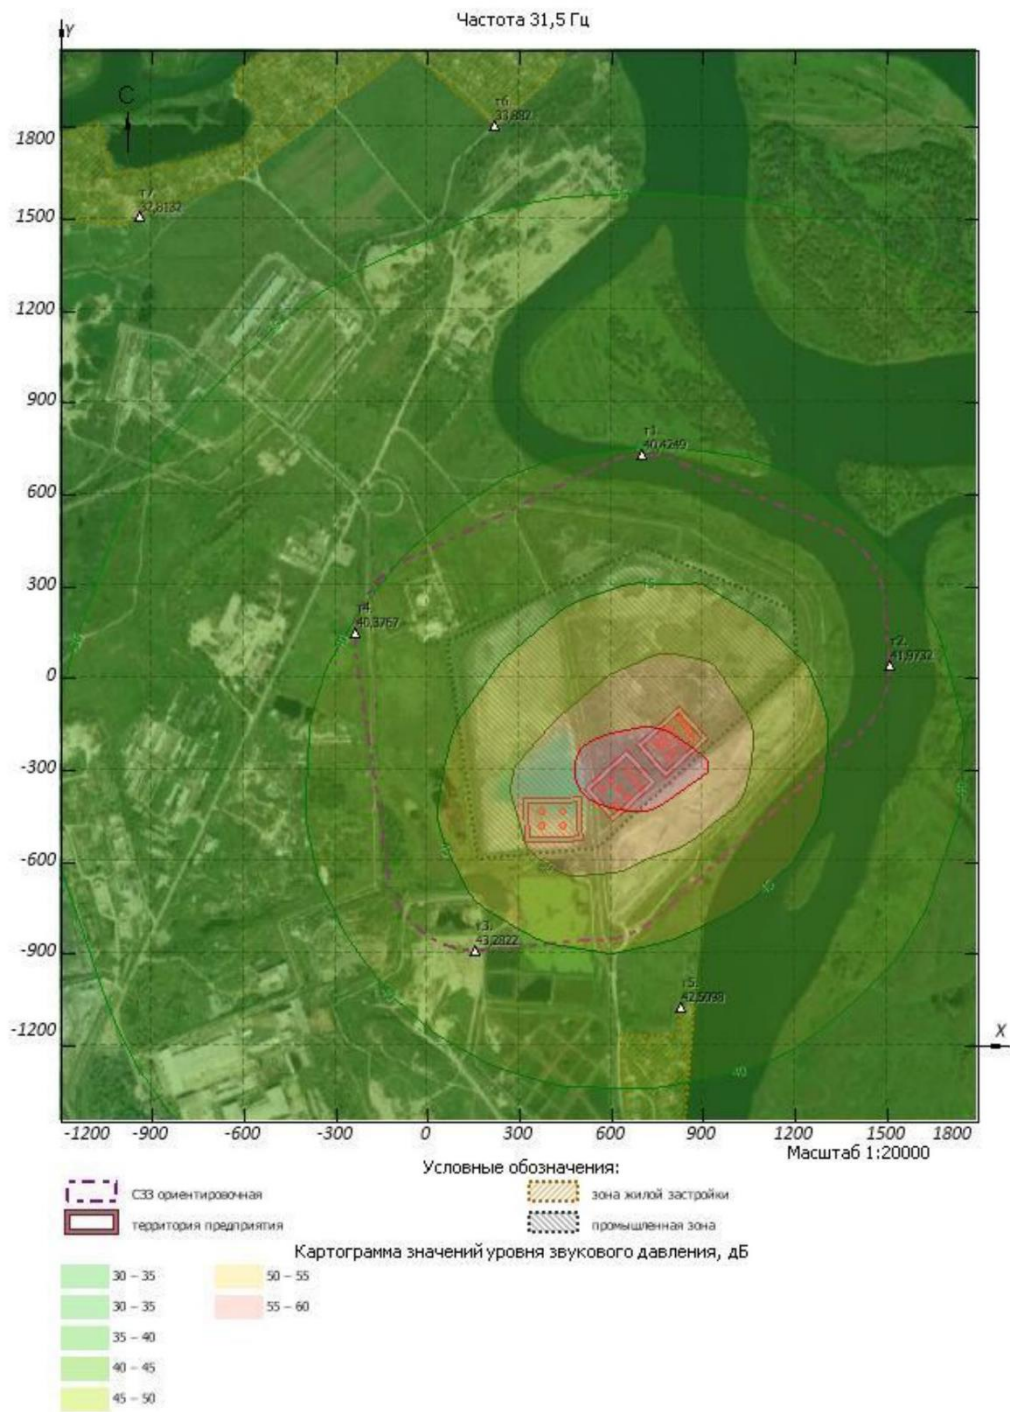 Частота 31,5 Гц
Y
С
т6.
33,882
1800
т7.
32,8132
1500
1200
900
т1.
40,4249
600
300
45
т4.
40,3767
т2.
41,9732
0
-300
-600
т3.
43,2822
-900
т5.
42,5098
-1200
X
40
-1200 -900 -600 -300 0 300 600 900 1200 1500 1800
Масштаб 1:20000
Условные обозначения:
СЗЗ ориентировочная
зона жилой застройки
территория предприятия
промышленная зона
Картограмма значений уровня звукового давления, дБ
30 – 35
50 – 55
30 – 35
55 – 60
35 – 40
40 – 45
45 – 50